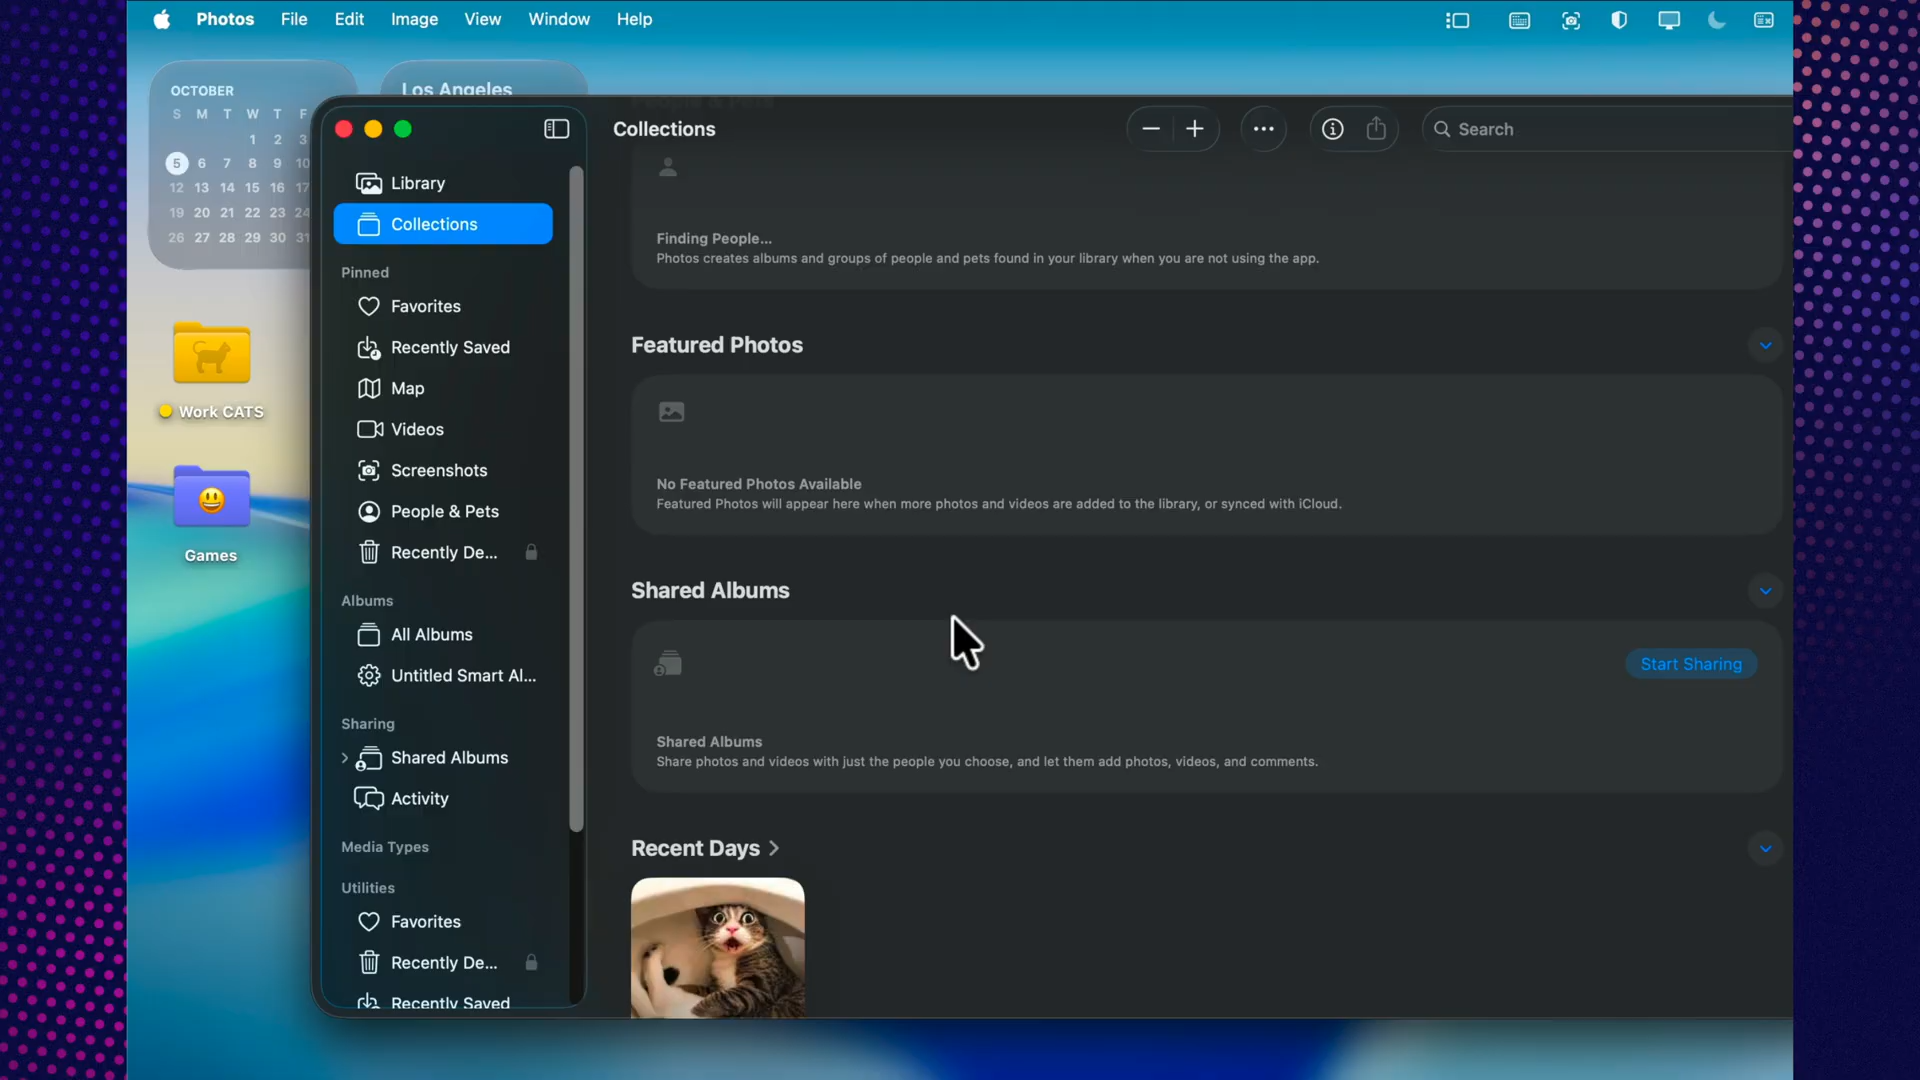 Photos File Edit Image View Window Help
OCTOBER
S M T W T F
1 2 3
5 6 7 8 9 10
12 13 14 15 16 17
19 20 21 22 23 24
26 27 28 29 30 31
Los Angeles
Work CATS
Games
Library
Collections
Pinned
Favorites
Recently Saved
Map
Videos
Screenshots
People & Pets
Recently De...
Albums
All Albums
Untitled Smart Al...
Sharing
Shared Albums
Activity
Media Types
Utilities
Favorites
Recently De...
Recently Saved
People & Pets
Collections
Search
Finding People...
Photos creates albums and groups of people and pets found in your library when you are not using the app.
Featured Photos
No Featured Photos Available
Featured Photos will appear here when more photos and videos are added to the library, or synced with iCloud.
Shared Albums
Start Sharing
Shared Albums
Share photos and videos with just the people you choose, and let them add photos, videos, and comments.
Recent Days